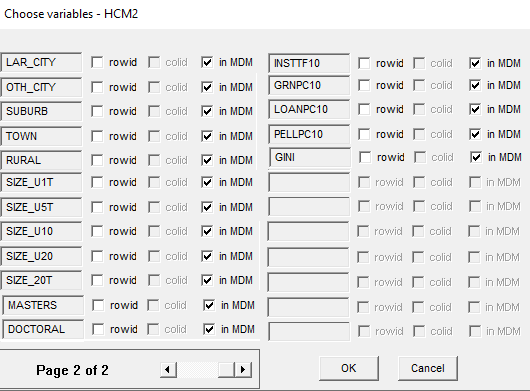 Choose variables - HCM2
LAR_CITY rowid colid in MDM
OTH_CITY rowid colid in MDM
SUBURB rowid colid in MDM
TOWN rowid colid in MDM
RURAL rowid colid in MDM
SIZE_U1T rowid colid in MDM
SIZE_U5T rowid colid in MDM
SIZE_U10 rowid colid in MDM
SIZE_U20 rowid colid in MDM
SIZE_20T rowid colid in MDM
MASTERS rowid colid in MDM
DOCTORAL rowid colid in MDM
INSTTF10 rowid colid in MDM
GRNPC10 rowid colid in MDM
LOANPC10 rowid colid in MDM
PELLPC10 rowid colid in MDM
GINI rowid colid in MDM
rowid colid in MDM
rowid colid in MDM
rowid colid in MDM
rowid colid in MDM
rowid colid in MDM
rowid colid in MDM
rowid colid in MDM
Page 2 of 2
OK Cancel